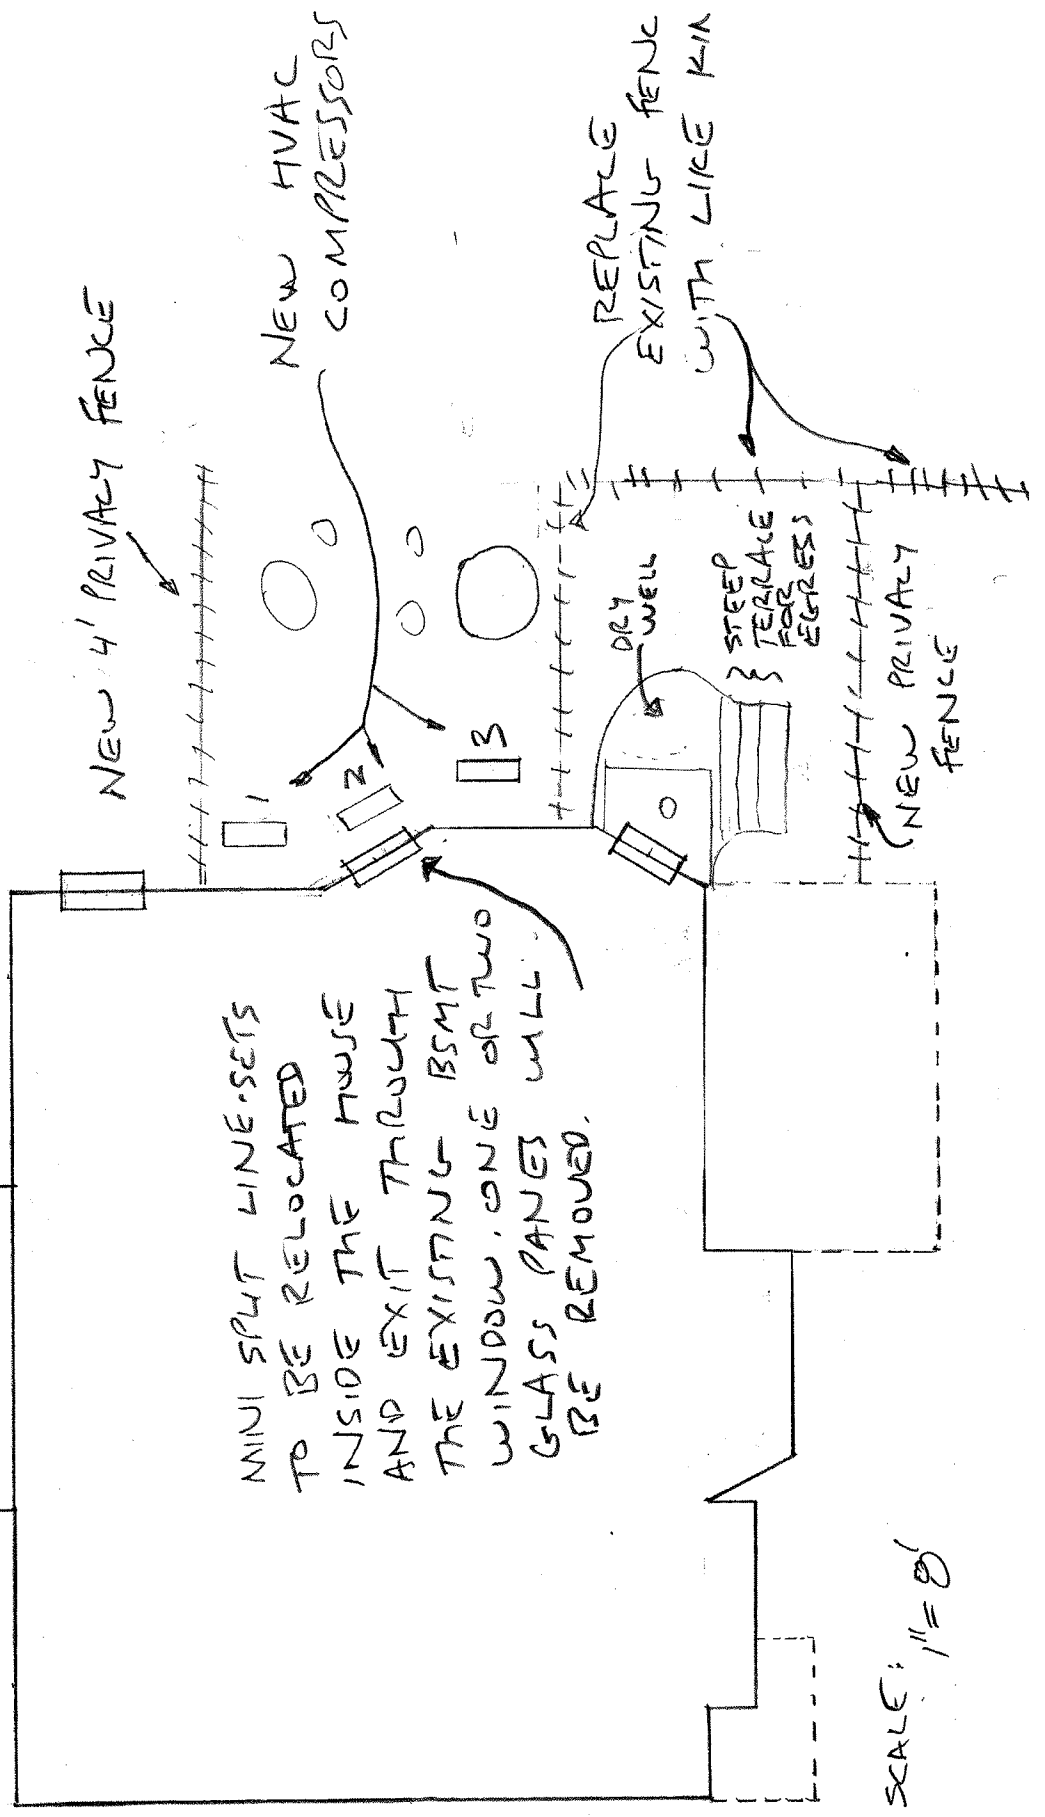 NEW 4' PRIVACY FENCE
NEW HVAC
COMPRESSORS
1
2
3
REPLACE
EXISTING FENC
WITH LIKE KIN
DRY
WELL
STEEP
TERRACE
FOR
EGRESS
NEW PRIVACY
FENCE
MINI SPLIT LINE-SETS
TO BE RELOCATED
INSIDE THE HOUSE
AND EXIT THROUGH
THE EXISTING BSMT
WINDOW. ONE OR TWO
GLASS PANES WILL
BE REMOVED.
SCALE:
1"=8'